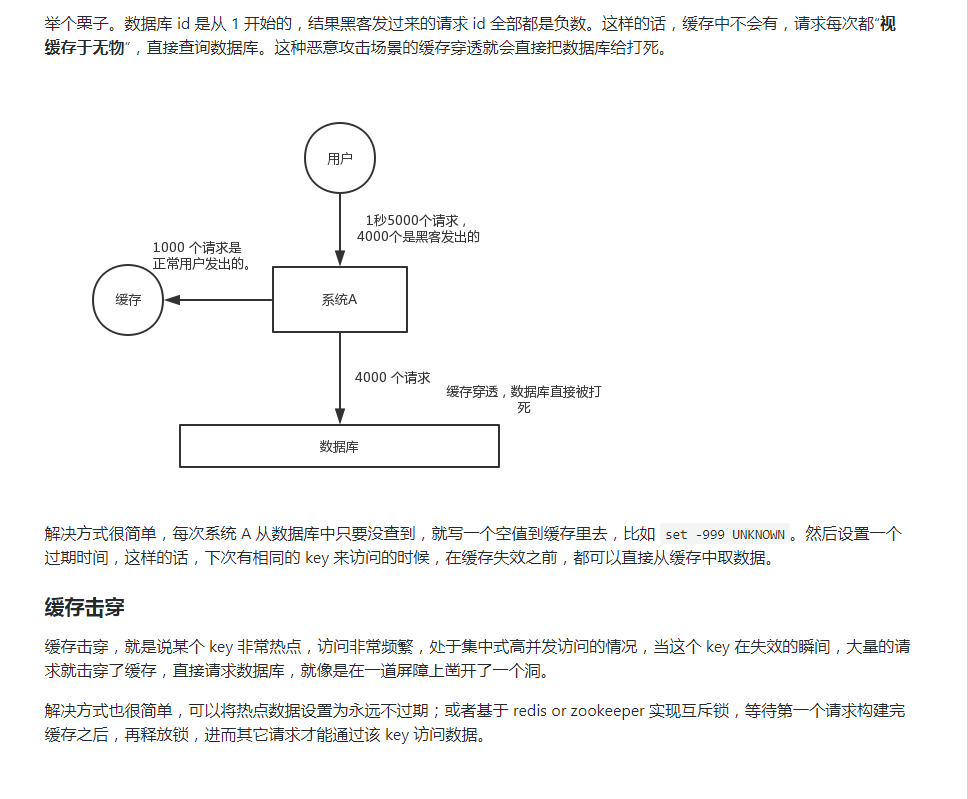 举个栗子。数据库 id 是从 1 开始的，结果黑客发过来的请求 id 全部都是负数。这样的话，缓存中不会有，请求每次都“视
缓存于无物”，直接查询数据库。这种恶意攻击场景的缓存穿透就会直接把数据库给打死。
用户
1秒5000个请求，
4000个是黑客发出的
1000 个请求是
正常用户发出的。
缓存
系统A
4000 个请求
缓存穿透，数据库直接被打
死
数据库
解决方式很简单，每次系统 A 从数据库中只要没查到，就写一个空值到缓存里去，比如 set -999 UNKNOWN 。然后设置一个
过期时间，这样的话，下次有相同的 key 来访问的时候，在缓存失效之前，都可以直接从缓存中取数据。
缓存击穿
缓存击穿，就是说某个 key 非常热点，访问非常频繁，处于集中式高并发访问的情况，当这个 key 在失效的瞬间，大量的请
求就击穿了缓存，直接请求数据库，就像是在一道屏障上凿开了一个洞。
解决方式也很简单，可以将热点数据设置为永远不过期；或者基于 redis or zookeeper 实现互斥锁，等待第一个请求构建完
缓存之后，再释放锁，进而其它请求才能通过该 key 访问数据。